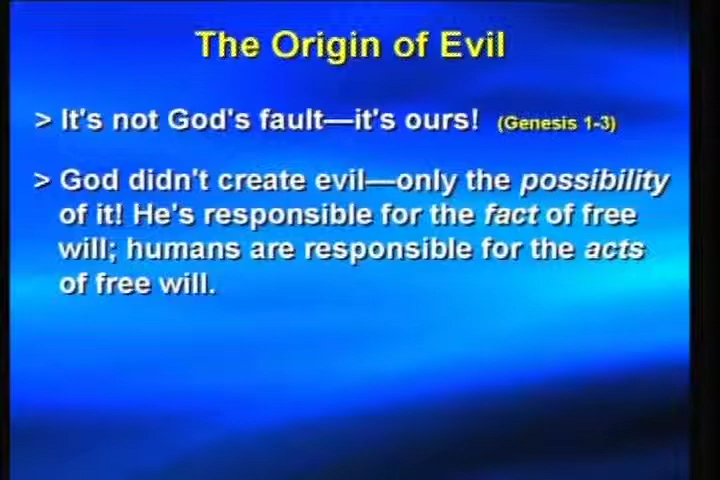 The Origin of Evil
> It's not God's fault—it's ours! (Genesis 1-3)
> God didn't create evil—only the possibility
of it! He's responsible for the fact of free
will; humans are responsible for the acts
of free will.